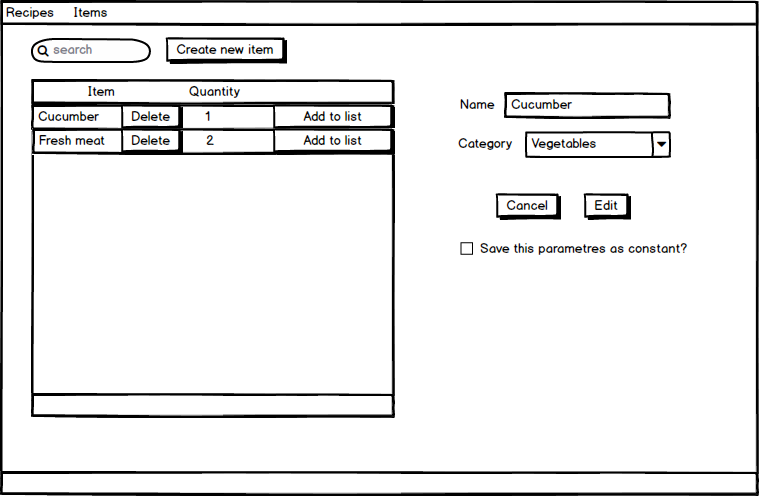 Recipes Items
search Create new item
Item Quantity
Cucumber Delete 1 Add to list
Fresh meat Delete 2 Add to list
Name Cucumber
Category Vegetables
Cancel Edit
Save this parametres as constant?